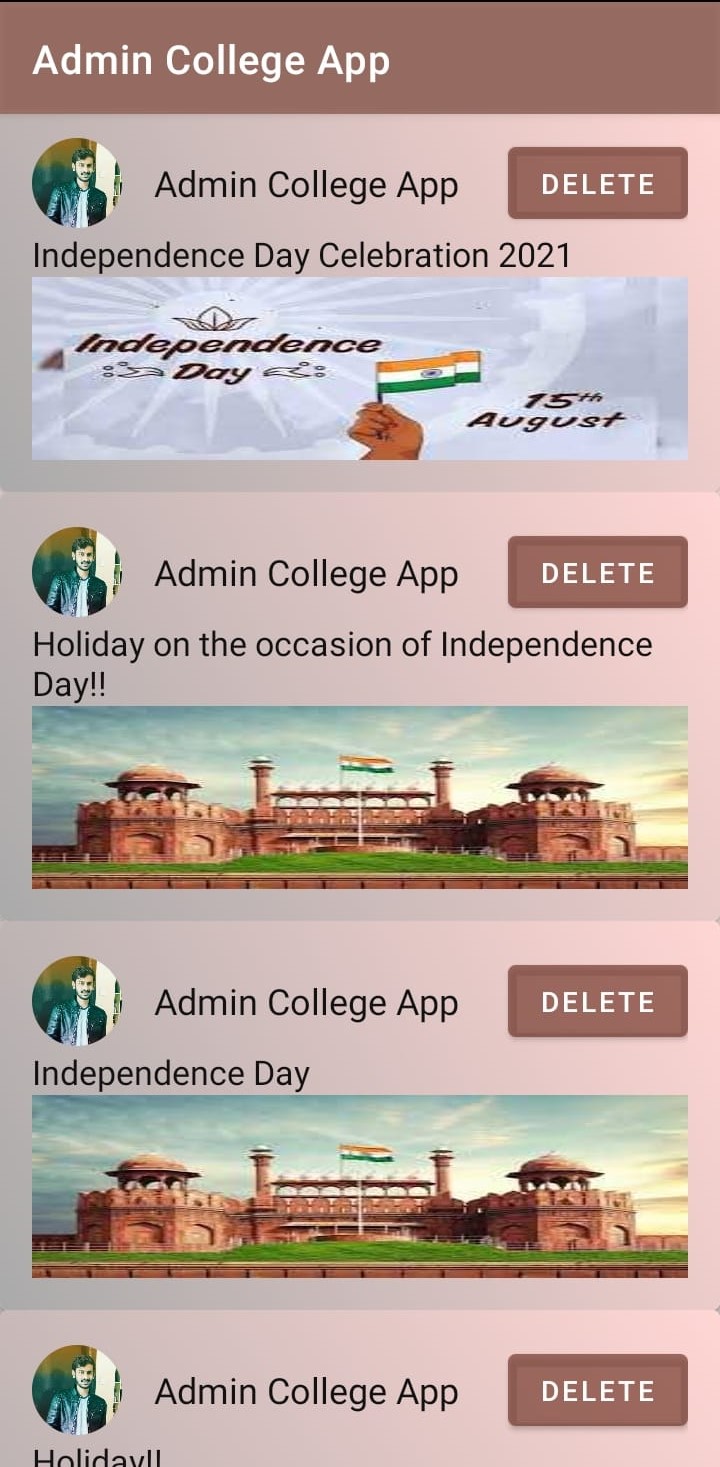 Admin College App
Admin College App
DELETE
Independence Day Celebration 2021
Independence
Day
15th
August
Admin College App
DELETE
Holiday on the occasion of Independence
Day!!
Admin College App
DELETE
Independence Day
Admin College App
DELETE
Holiday!!